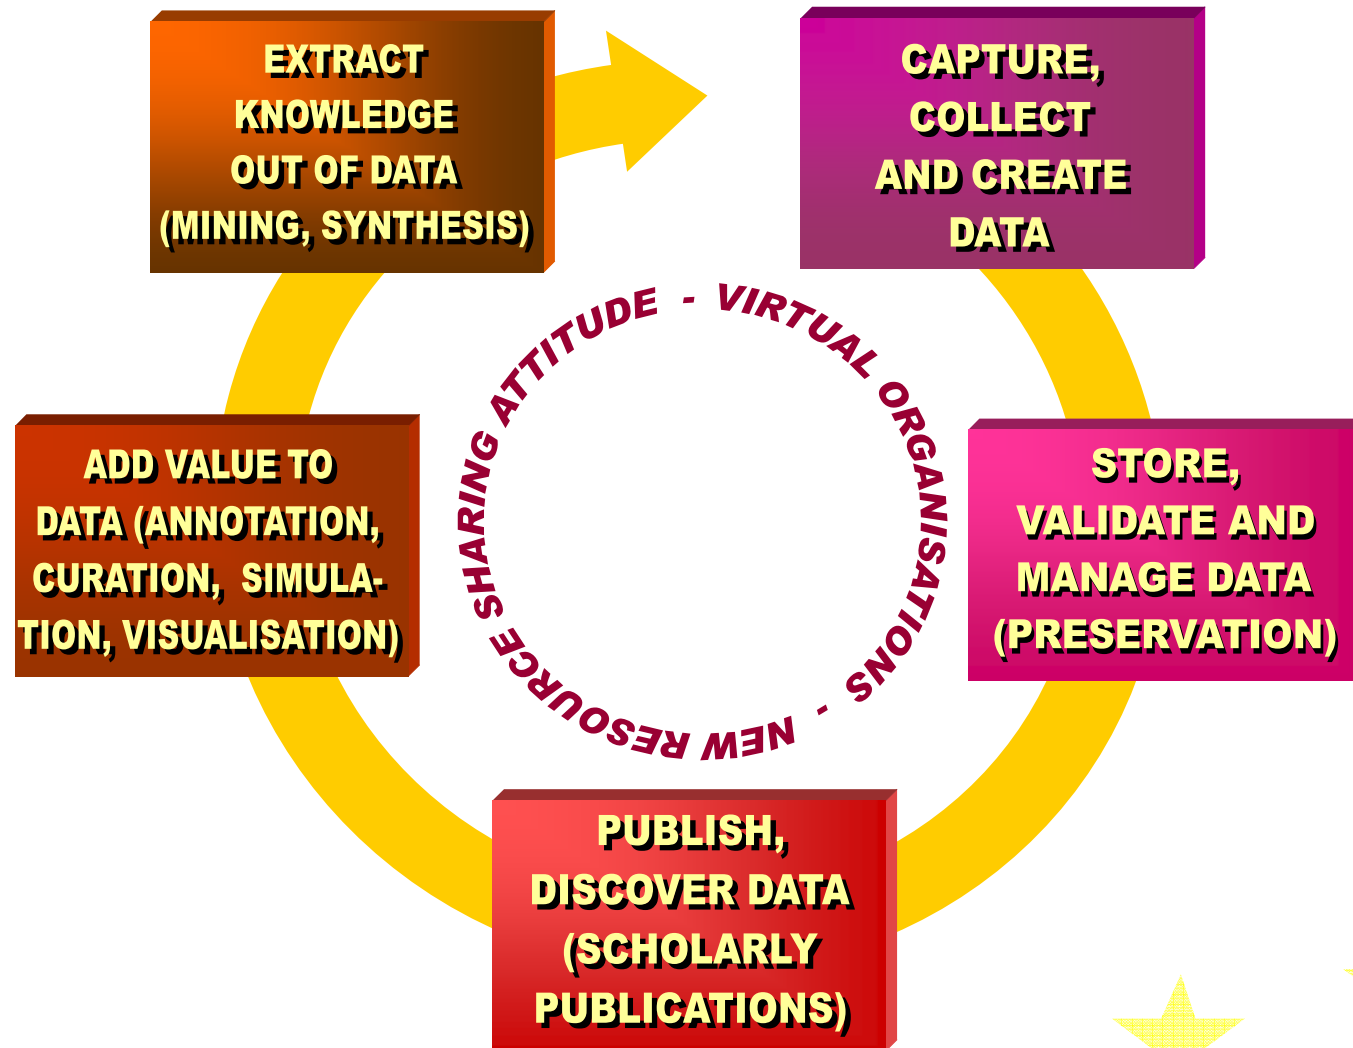 EXTRACT
KNOWLEDGE
OUT OF DATA
(MINING, SYNTHESIS)
CAPTURE,
COLLECT
AND CREATE
DATA
STORE,
VALIDATE AND
MANAGE DATA
(PRESERVATION)
PUBLISH,
DISCOVER DATA
(SCHOLARLY
PUBLICATIONS)
ADD VALUE TO
DATA (ANNOTATION,
CURATION, SIMULA-
TION, VISUALISATION)
- VIRTUAL ORGANISATIONS - NEW RESOURCE SHARING ATTITUDE